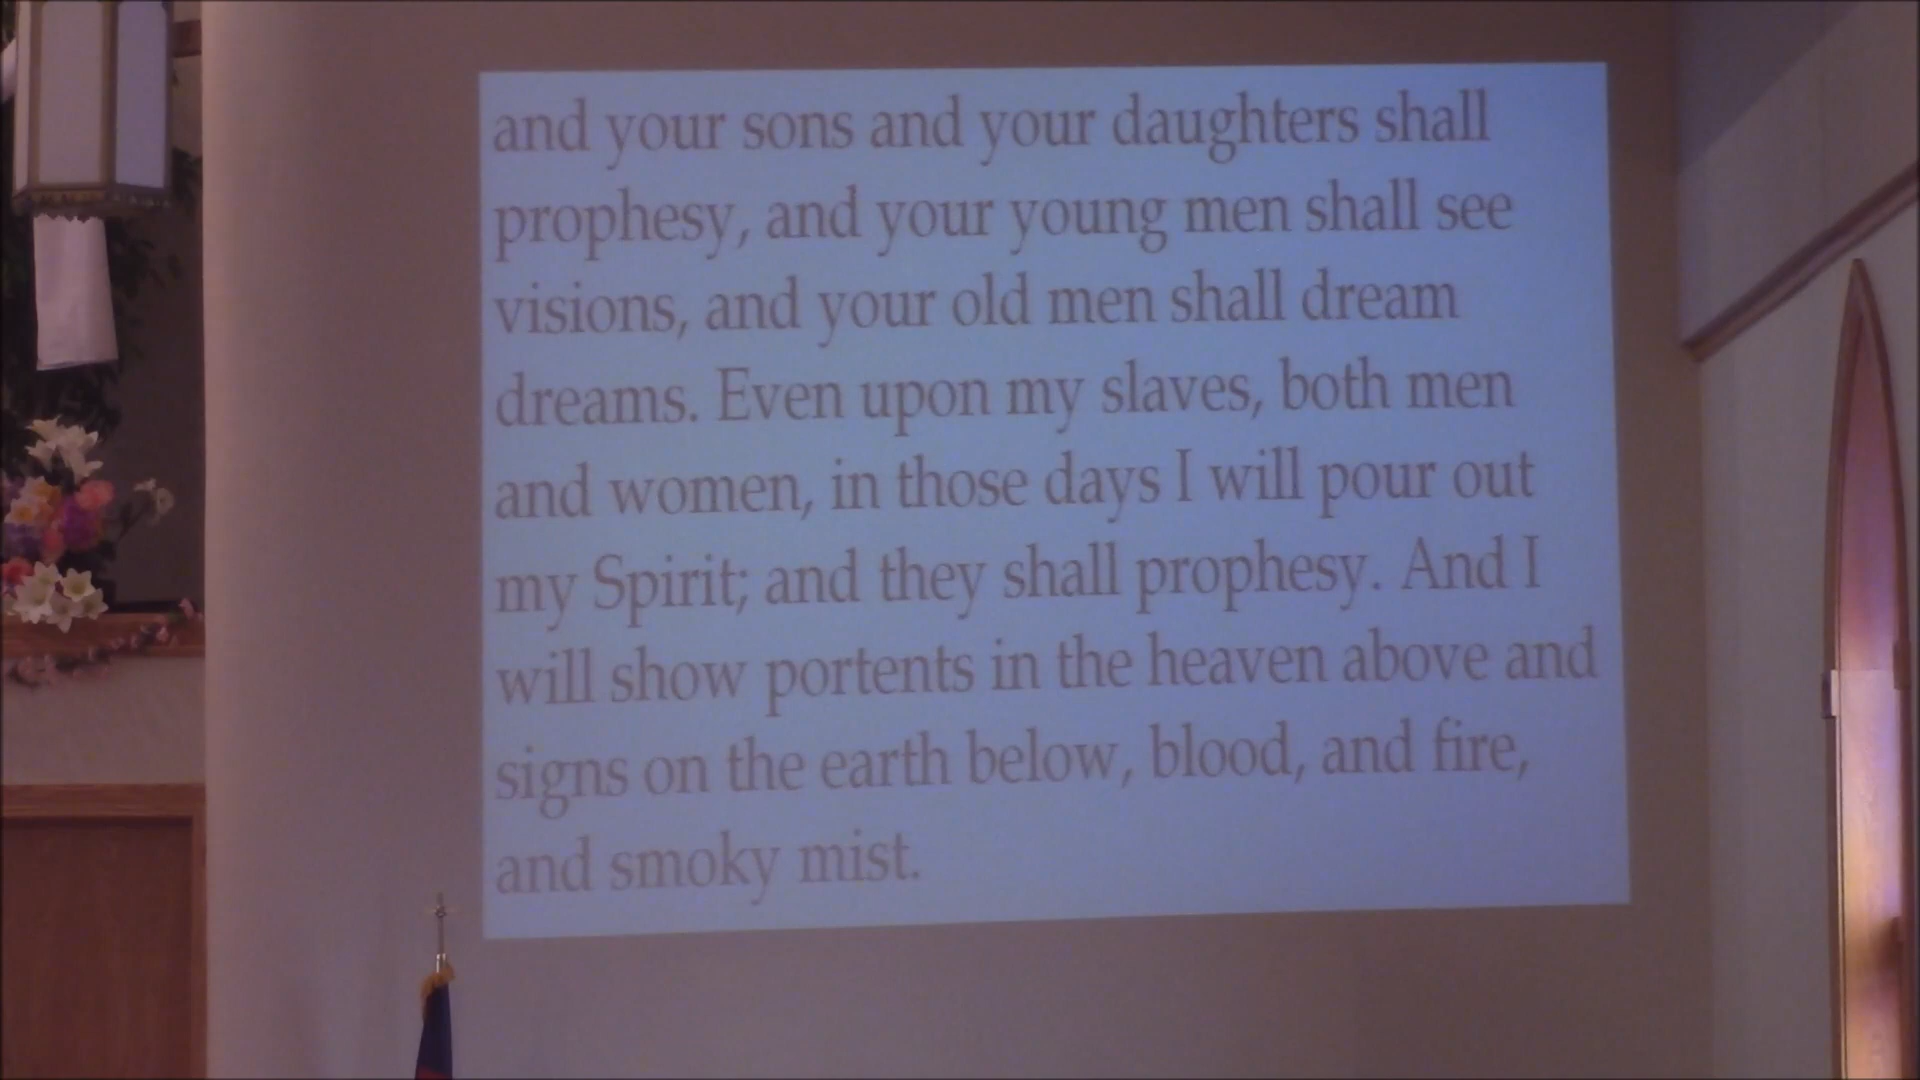 and your sons and your daughters shall
prophesy, and your young men shall see
visions, and your old men shall dream
dreams. Even upon my slaves, both men
and women, in those days I will pour out
my Spirit; and they shall prophesy. And I
will show portents in the heaven above and
signs on the earth below, blood, and fire,
and smoky mist.